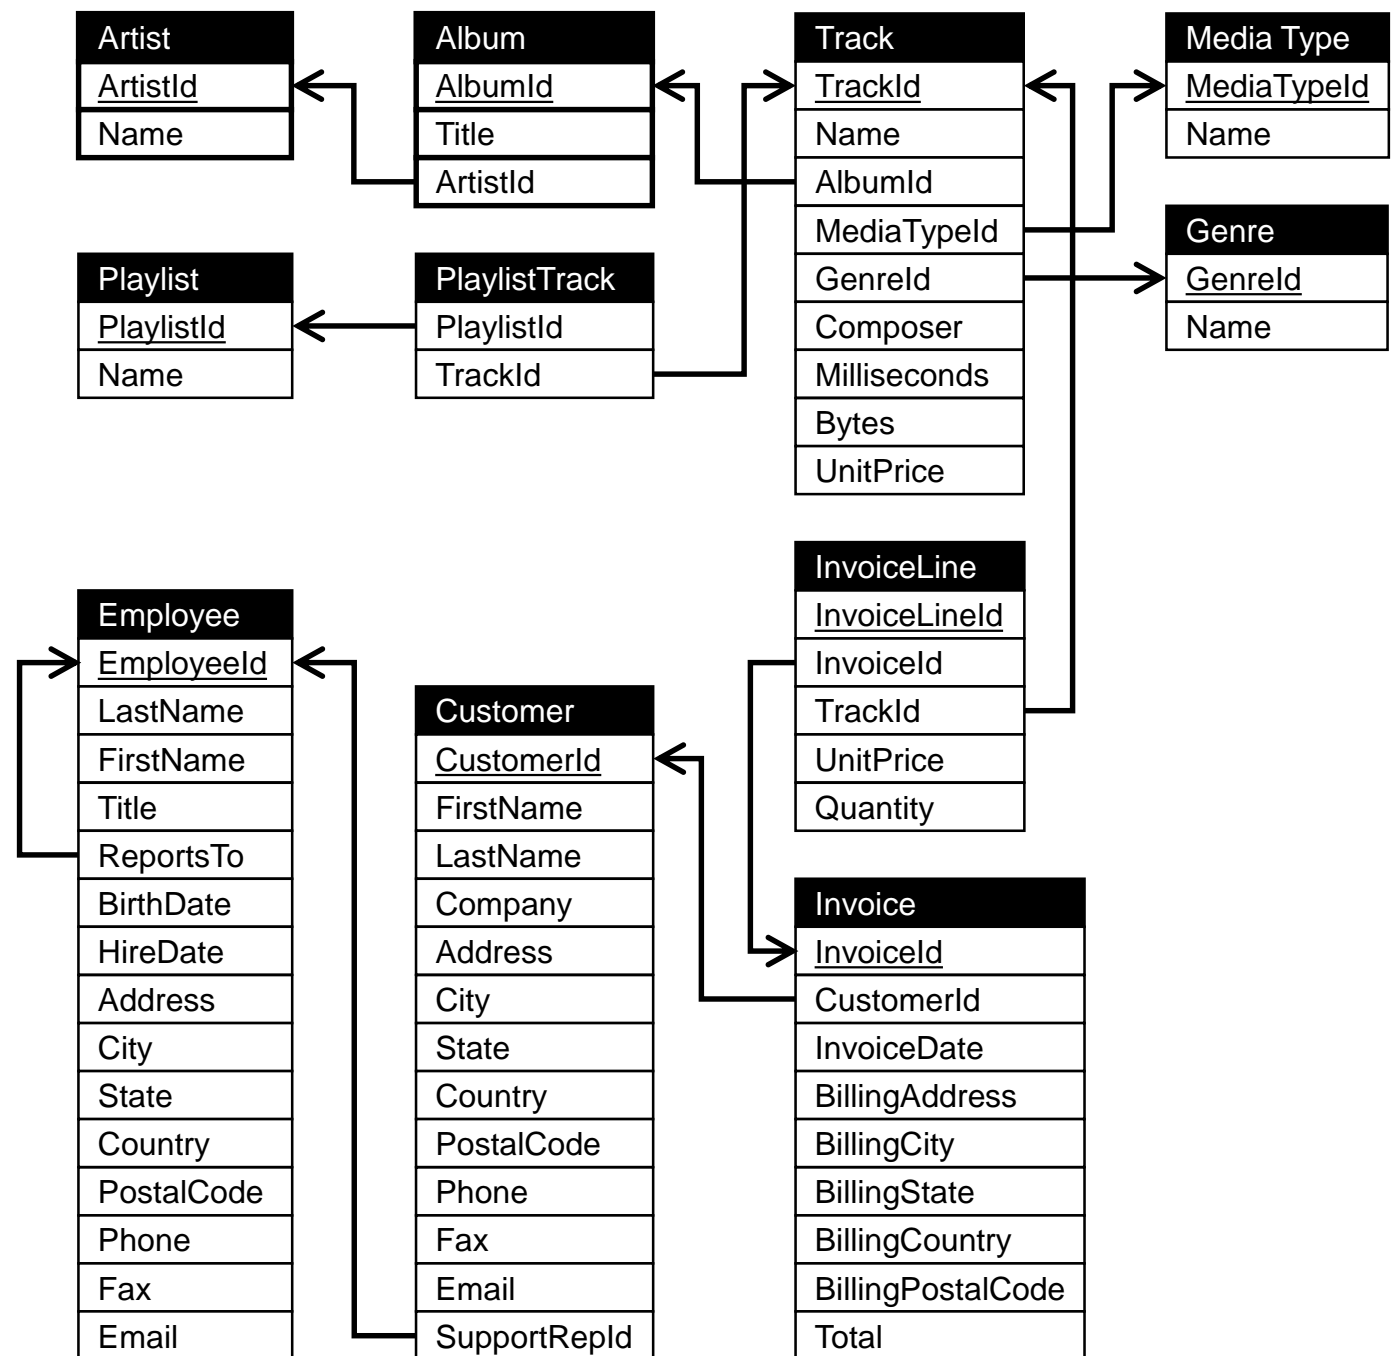 Artist
ArtistId
Name
Album
AlbumId
Title
ArtistId
Track
TrackId
Name
AlbumId
MediaTypeId
GenreId
Composer
Milliseconds
Bytes
UnitPrice
Media Type
MediaTypeId
Name
Genre
GenreId
Name
Playlist
PlaylistId
Name
PlaylistTrack
PlaylistId
TrackId
InvoiceLine
InvoiceLineId
InvoiceId
TrackId
UnitPrice
Quantity
Employee
EmployeeId
LastName
FirstName
Title
ReportsTo
BirthDate
HireDate
Address
City
State
Country
PostalCode
Phone
Fax
Email
Customer
CustomerId
FirstName
LastName
Company
Address
City
State
Country
PostalCode
Phone
Fax
Email
SupportRepId
Invoice
InvoiceId
CustomerId
InvoiceDate
BillingAddress
BillingCity
BillingState
BillingCountry
BillingPostalCode
Total